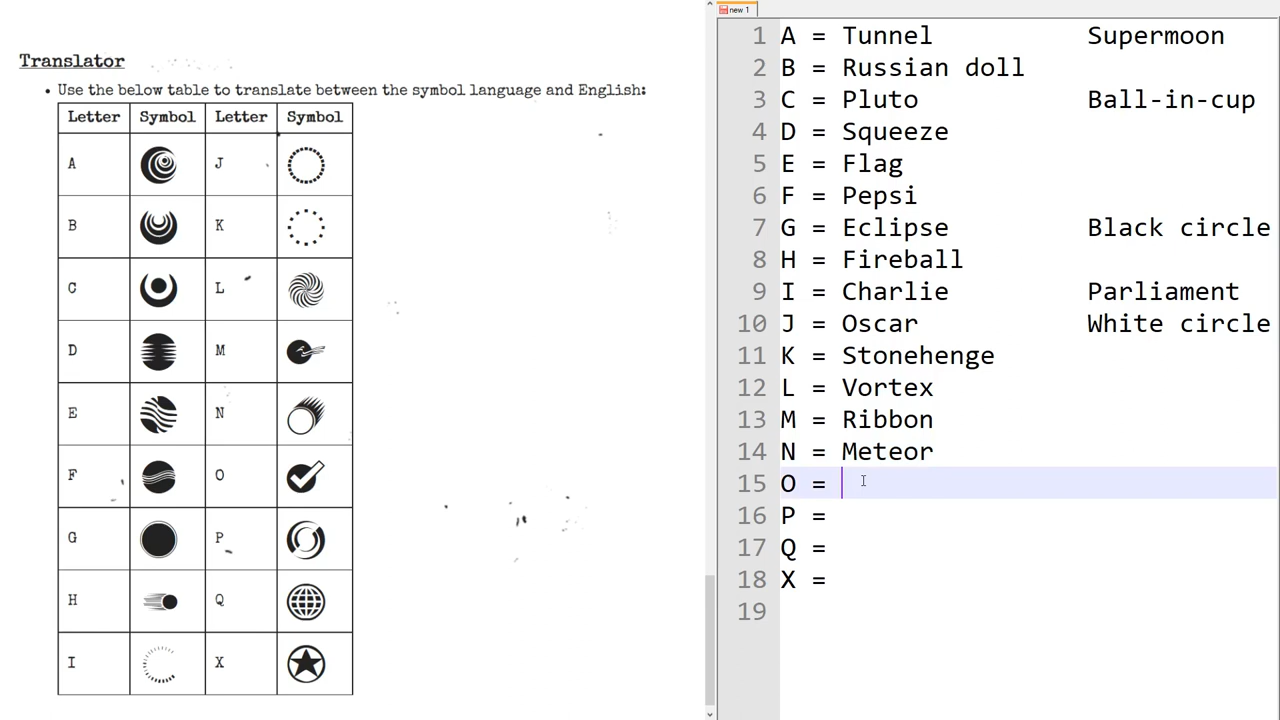 Translator
• Use the below table to translate between the symbol language and English:
Letter Symbol Letter Symbol
A J
B K
C L
D M
E N
F O
G P
H Q
I X
new 1
1 A = Tunnel Supermoon
2 B = Russian doll
3 C = Pluto Ball-in-cup
4 D = Squeeze
5 E = Flag
6 F = Pepsi
7 G = Eclipse Black circle
8 H = Fireball
9 I = Charlie Parliament
10 J = Oscar White circle
11 K = Stonehenge
12 L = Vortex
13 M = Ribbon
14 N = Meteor
15 O =
16 P =
17 Q =
18 X =
19